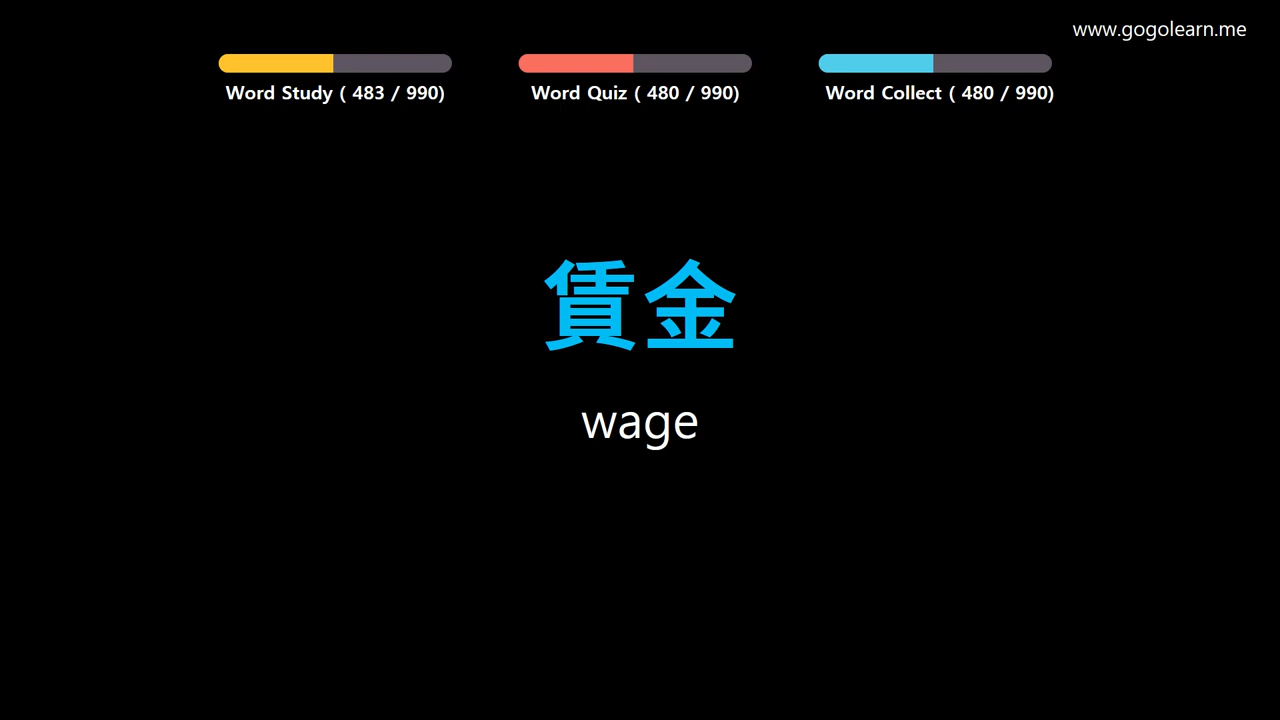 www.gogolearn.me
Word Study ( 483 / 990)
Word Quiz ( 480 / 990)
Word Collect ( 480 / 990)
賃金
wage